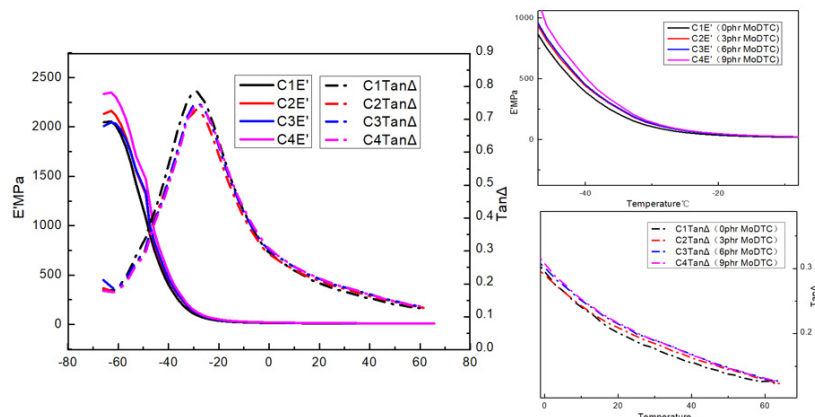 E'MPa
2500
2000
1500
1000
500
0
-80 -60 -40 -20 0 20 40 60 80
0.9
0.8
0.7
0.6
0.5
0.4
0.3
0.2
0.1
0.0
TanΔ
C1E' C1TanΔ
C2E' C2TanΔ
C3E' C3TanΔ
C4E' C4TanΔ
E'MPa
1000
500
0
-40 -20
Temperature℃
C1E'（0phr MoDTC)
C2E'（3phr MoDTC)
C3E'（6phr MoDTC)
C4E'（9phr MoDTC)
C1TanΔ（0phr MoDTC）
C2TanΔ（3phr MoDTC）
C3TanΔ（6phr MoDTC）
C4TanΔ（9phr MoDTC）
0.3
0.2
TanΔ
0 20 40 60
Temperature